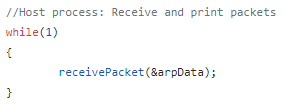 //Host process: Receive and print packets
while(1)
{
        receivePacket(&arpData);
}